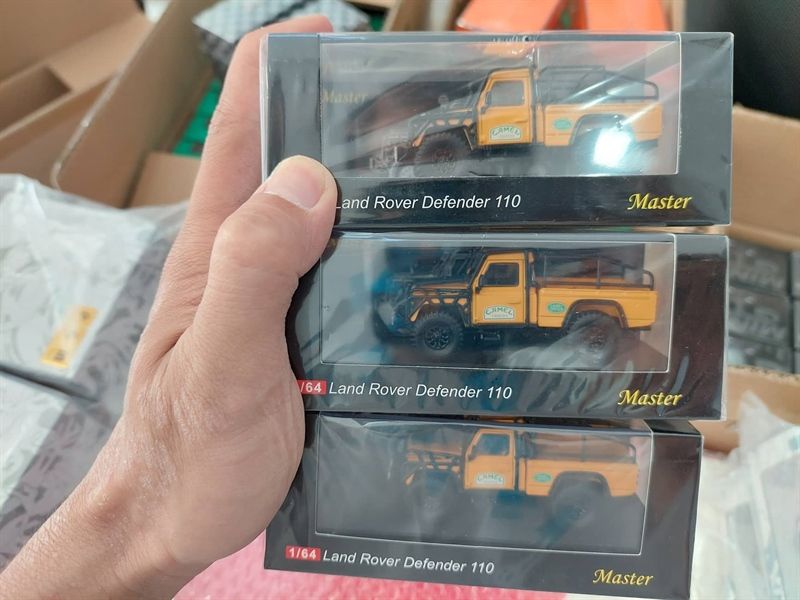 Master
CAMEL
Land Rover Defender 110
Master
CAMEL
1/64 Land Rover Defender 110
Master
CAMEL
1/64 Land Rover Defender 110
Master